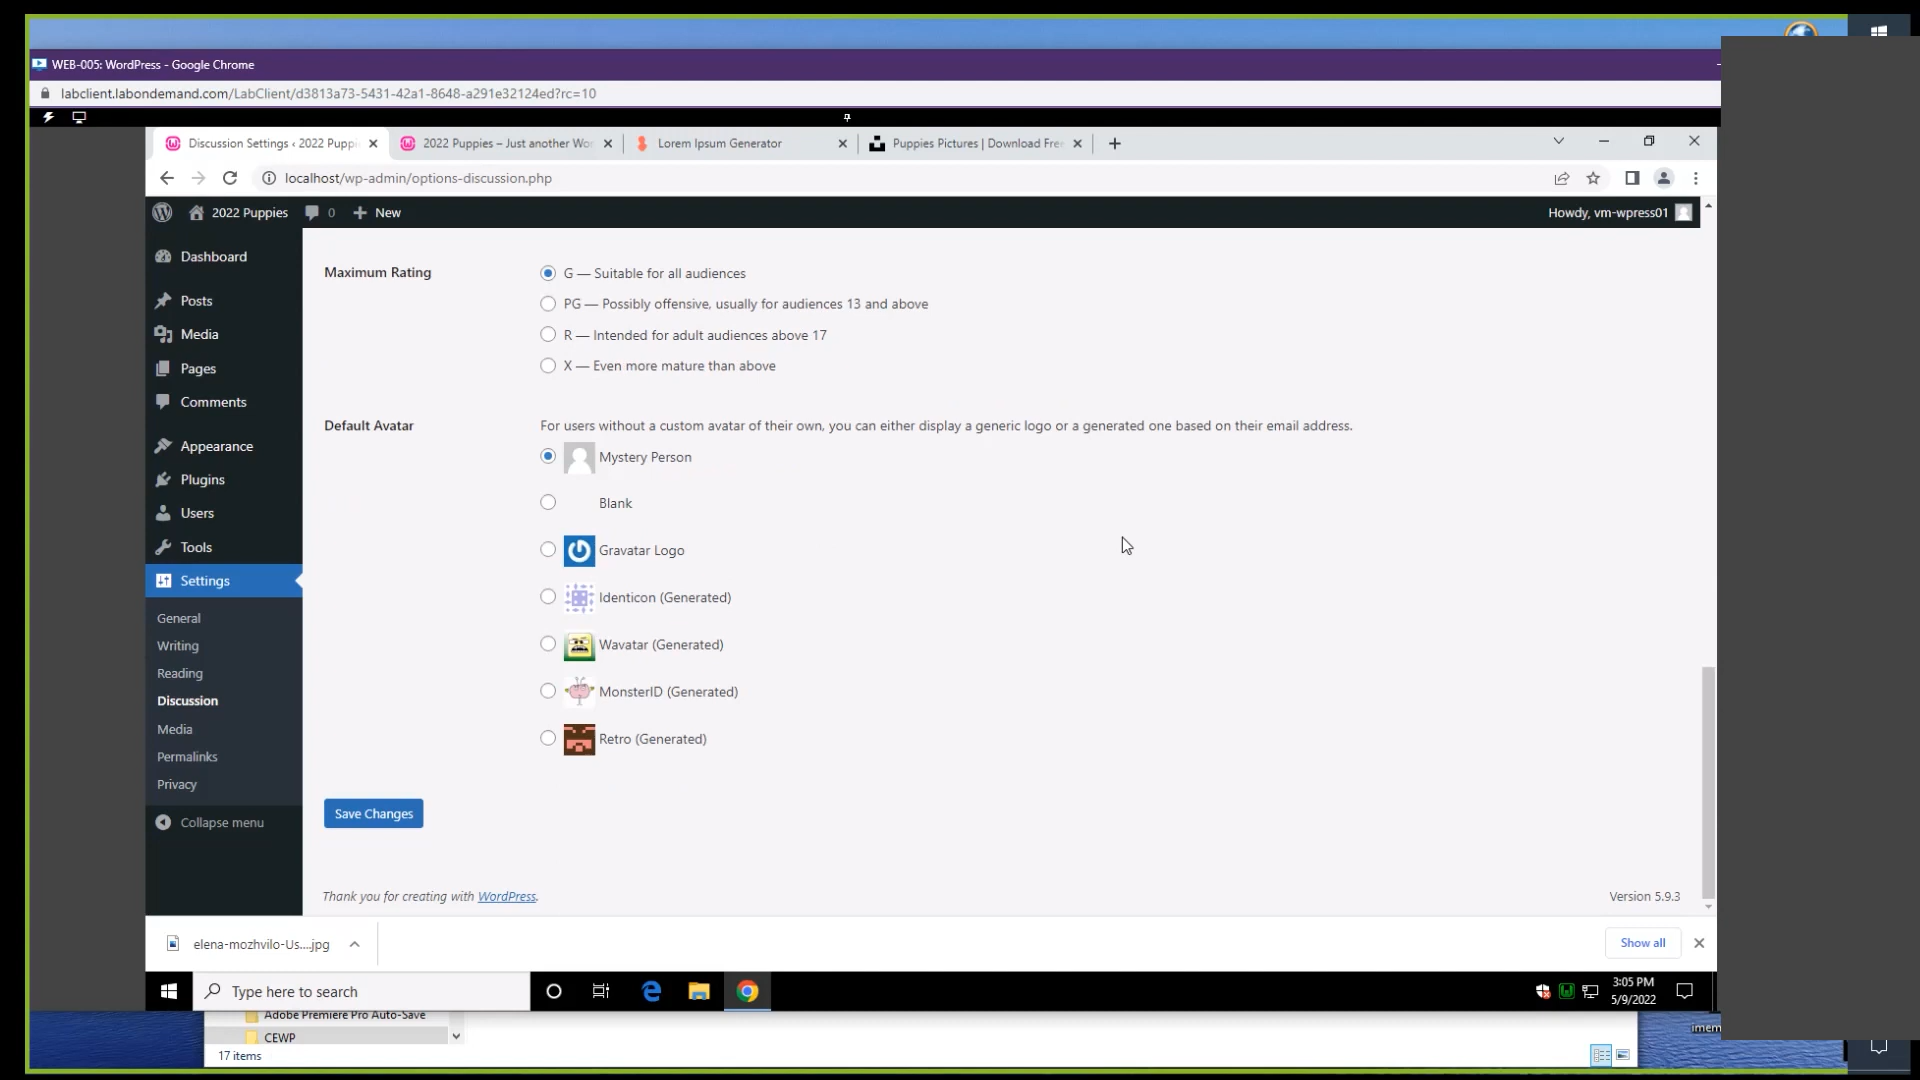 WEB-005: WordPress - Google Chrome
labclient.labondemand.com/LabClient/d3813a73-5431-42a1-8648-a291e32124ed?rc=10
Discussion Settings ‹ 2022 Puppi
2022 Puppies – Just another Wor
Lorem Ipsum Generator
Puppies Pictures | Download Free
localhost/wp-admin/options-discussion.php
2022 Puppies
0
New
Howdy, vm-wpress01
Dashboard
Posts
Media
Pages
Comments
Appearance
Plugins
Users
Tools
Settings
General
Writing
Reading
Discussion
Media
Permalinks
Privacy
Collapse menu
Maximum Rating
G — Suitable for all audiences
PG — Possibly offensive, usually for audiences 13 and above
R — Intended for adult audiences above 17
X — Even more mature than above
Default Avatar
For users without a custom avatar of their own, you can either display a generic logo or a generated one based on their email address.
Mystery Person
Blank
Gravatar Logo
Identicon (Generated)
Wavatar (Generated)
MonsterID (Generated)
Retro (Generated)
Save Changes
Thank you for creating with WordPress.
Version 5.9.3
elena-mozhvilo-Us....jpg
Show all
Type here to search
3:05 PM
5/9/2022
Adobe Premiere Pro Auto-Save
CEWP
17 items